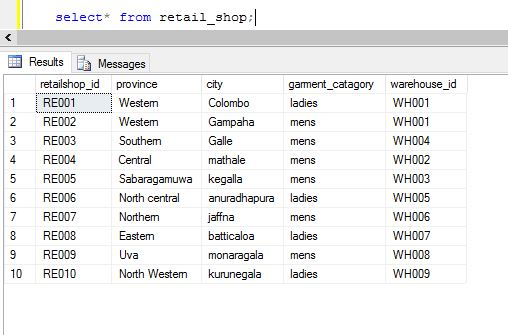 select* from retail_shop;
Results Messages
retailshop_id province city garment_catagory warehouse_id
1 RE001 Western Colombo ladies WH001
2 RE002 Western Gampaha mens WH001
3 RE003 Southern Galle mens WH004
4 RE004 Central mathale mens WH002
5 RE005 Sabaragamuwa kegalla mens WH003
6 RE006 North central anuradhapura ladies WH005
7 RE007 Northern jaffna mens WH006
8 RE008 Eastern batticaloa ladies WH007
9 RE009 Uva monaragala mens WH008
10 RE010 North Western kurunegala ladies WH009